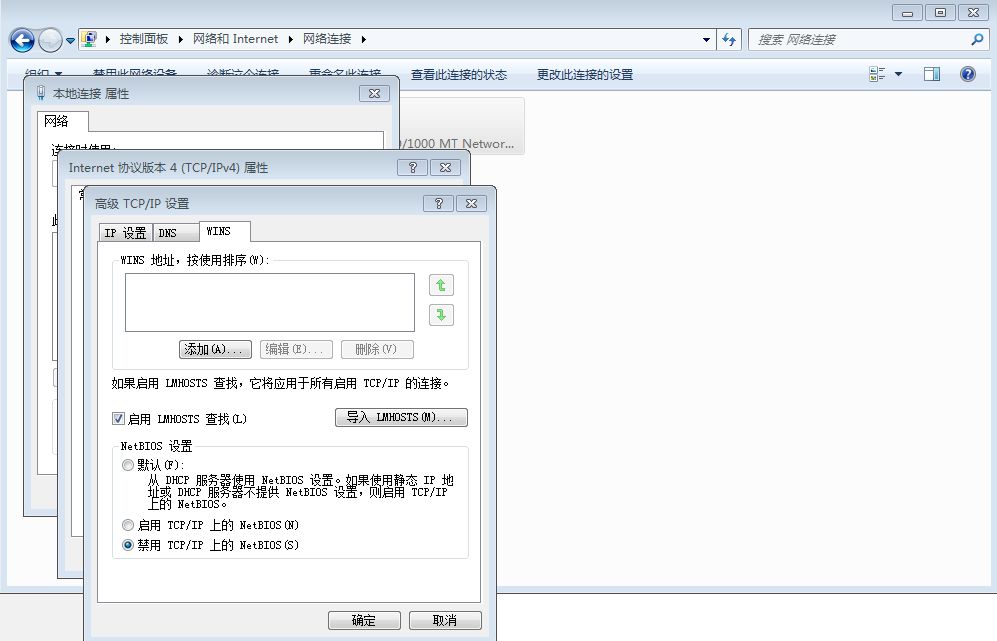 控制面板 网络和 Internet 网络连接
搜索 网络连接
组织 禁用此网络设备 诊断这个连接 重命名此连接 查看此连接的状态 更改此连接的设置
本地连接 属性
网络
连接时使用:
/1000 MT Networ...
Internet 协议版本 4 (TCP/IPv4) 属性
高级 TCP/IP 设置
IP 设置 DNS WINS
WINS 地址，按使用排序(W):
添加(A)... 编辑(E)... 删除(V)
如果启用 LMHOSTS 查找，它将应用于所有启用 TCP/IP 的连接。
启用 LMHOSTS 查找(L)
导入 LMHOSTS(M)...
NetBIOS 设置
默认(F):
从 DHCP 服务器使用 NetBIOS 设置。如果使用静态 IP 地
址或 DHCP 服务器不提供 NetBIOS 设置，则启用 TCP/IP
上的 NetBIOS。
启用 TCP/IP 上的 NetBIOS(N)
禁用 TCP/IP 上的 NetBIOS(S)
确定 取消